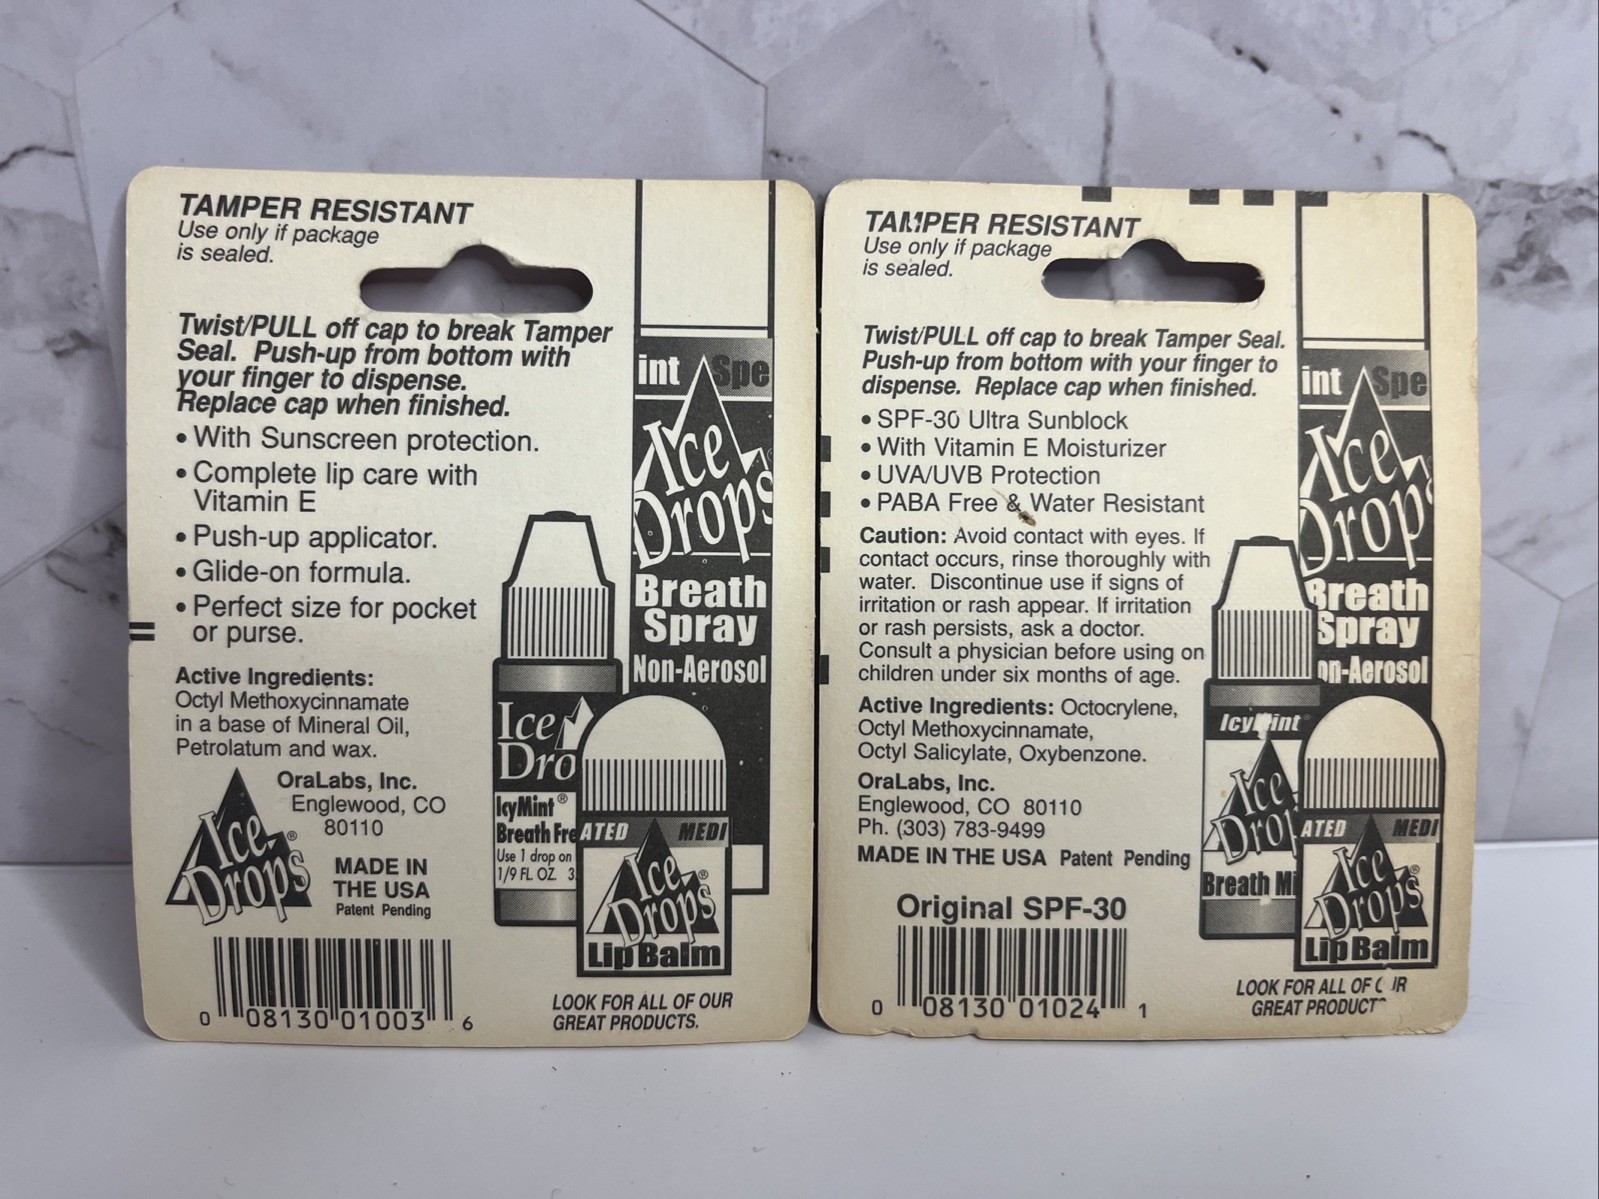 TAMPER RESISTANT
Use only if package
is sealed.
Twist/PULL off cap to break Tamper
Seal. Push-up from bottom with
your finger to dispense.
Replace cap when finished.
• With Sunscreen protection.
• Complete lip care with
Vitamin E
• Push-up applicator.
• Glide-on formula.
• Perfect size for pocket
or purse.
Active Ingredients:
Octyl Methoxycinnamate
in a base of Mineral Oil,
Petrolatum and wax.
OraLabs, Inc.
Englewood, CO
80110
Ice
Drops®
MADE IN
THE USA
Patent Pending
0 08130 01003 6
int Spe
Ice
Drops
Breath
Spray
Non-Aerosol
Ice
Dro
IcyMint®
Breath Fre
Use 1 drop on
1/9 FL OZ. 3.
ATED MEDI
Ice
Drops®
Lip Balm
LOOK FOR ALL OF OUR
GREAT PRODUCTS.
TAMPER RESISTANT
Use only if package
is sealed.
Twist/PULL off cap to break Tamper Seal.
Push-up from bottom with your finger to
dispense. Replace cap when finished.
• SPF-30 Ultra Sunblock
• With Vitamin E Moisturizer
• UVA/UVB Protection
• PABA Free & Water Resistant
Caution: Avoid contact with eyes. If
contact occurs, rinse thoroughly with
water. Discontinue use if signs of
irritation or rash appear. If irritation
or rash persists, ask a doctor.
Consult a physician before using on
children under six months of age.
Active Ingredients: Octocrylene,
Octyl Methoxycinnamate,
Octyl Salicylate, Oxybenzone.
OraLabs, Inc.
Englewood, CO 80110
Ph. (303) 783-9499
MADE IN THE USA Patent Pending
Original SPF-30
0 08130 01024 1
int Spe
Ice
Drop
Breath
Spray
on-Aerosol
IcyMint
Ice
Drop
Breath Mi
ATED MEDI
Ice
Drops®
Lip Balm
LOOK FOR ALL OF OUR
GREAT PRODUCT